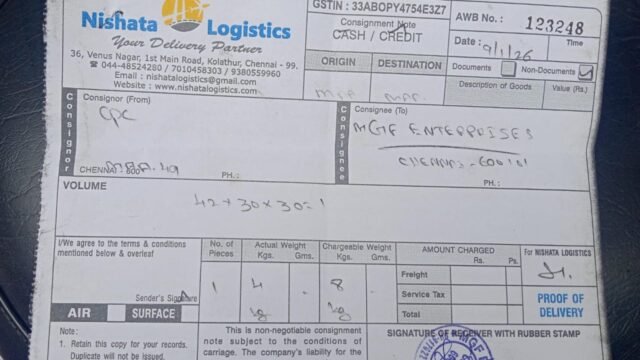 Nishata Logistics
Your Delivery Partner
36, Venus Nagar, 1st Main Road, Kolathur, Chennai - 99.
☎ 044-48524280 / 7010458303 / 9380559960
Email : nishatalogistics@gmail.com
Website : www.nishatalogistics.com
GSTIN : 33ABOPY4754E3Z7
Consignment Note
CASH / CREDIT
AWB No. : 123248
Date : 9/1/26
Time
ORIGIN DESTINATION
Documents Non-Documents
Description of Goods Value (Rs.)
Consignor
Consignor (From)
CPC
CHENNAI 600
PH.:
Consignee
Consignee (To)
MGF ENTERPRISES
PH.:
VOLUME
42 x 30 x 30 = 1
I/We agree to the terms & conditions
mentioned below & overleaf
Sender's Signature
AIR SURFACE
No. of Pieces
Actual Weight
Kgs. Gms.
Chargeable Weight
Kgs. Gms.
1 4 . 8 .
kg kg
AMOUNT CHARGED
Rs. Ps.
Freight
Service Tax
Total
For NISHATA LOGISTICS
PROOF OF DELIVERY
Note :
1. Retain this copy for your records.
Duplicate will not be issued.
This is non-negotiable consignment
note subject to the conditions of
carriage. The company's liability for the
SIGNATURE OF RECEIVER WITH RUBBER STAMP